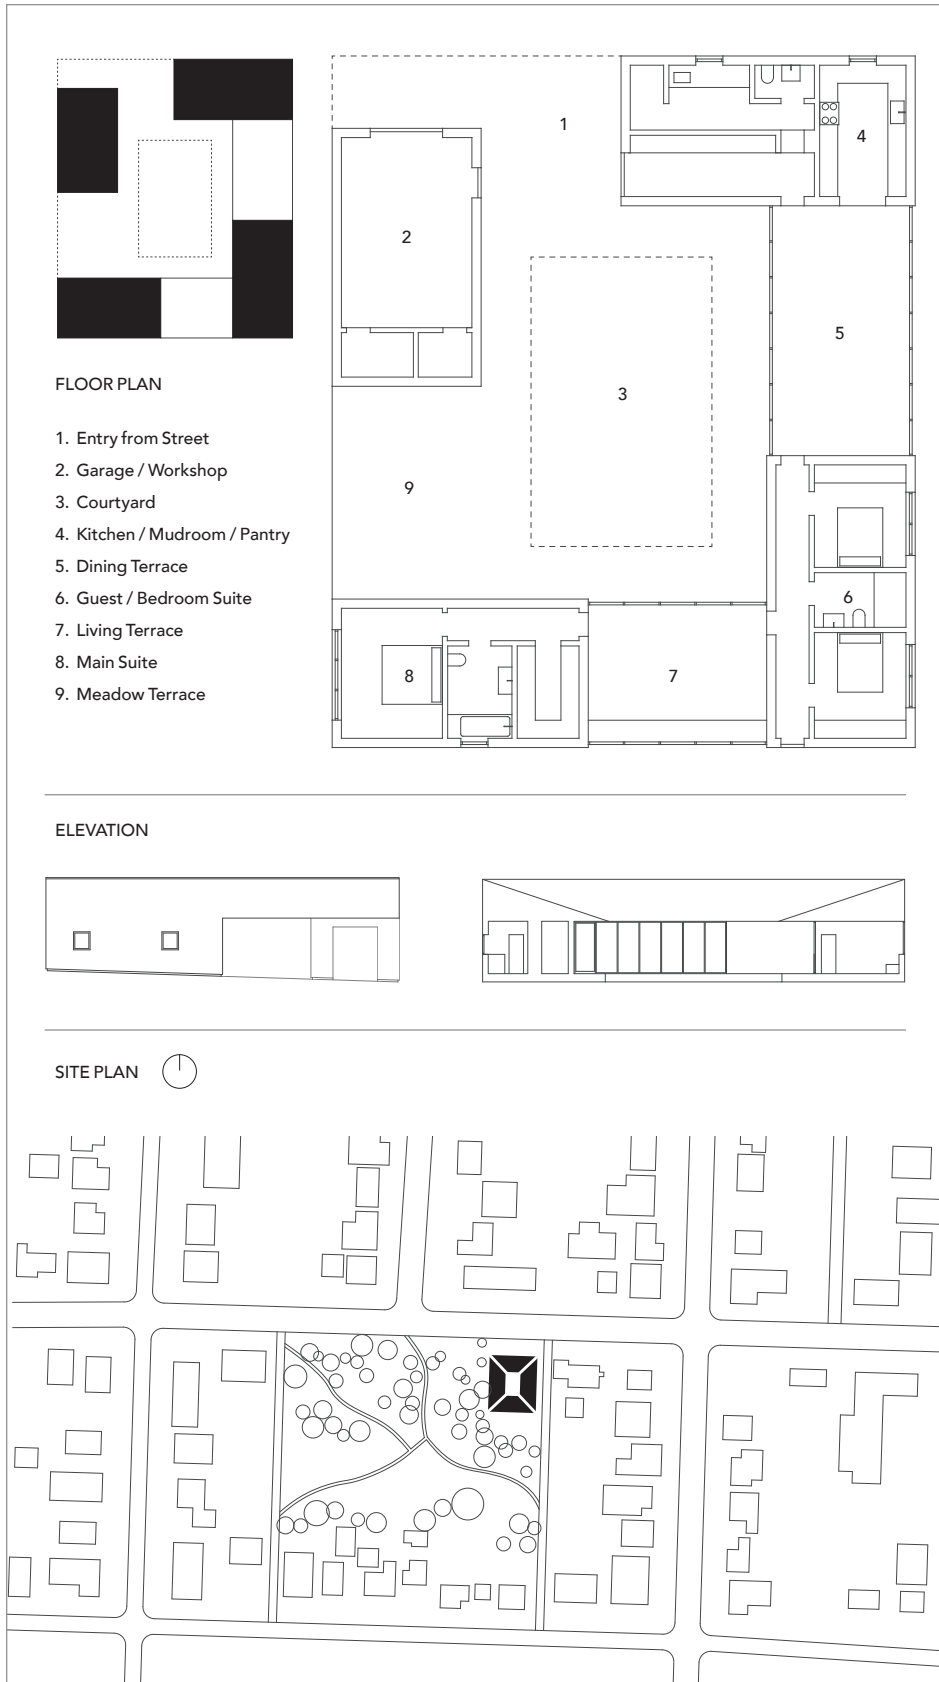 FLOOR PLAN
1. Entry from Street
2. Garage / Workshop
3. Courtyard
4. Kitchen / Mudroom / Pantry
5. Dining Terrace
6. Guest / Bedroom Suite
7. Living Terrace
8. Main Suite
9. Meadow Terrace
1
4
2
5
3
9
6
8
7
ELEVATION
SITE PLAN